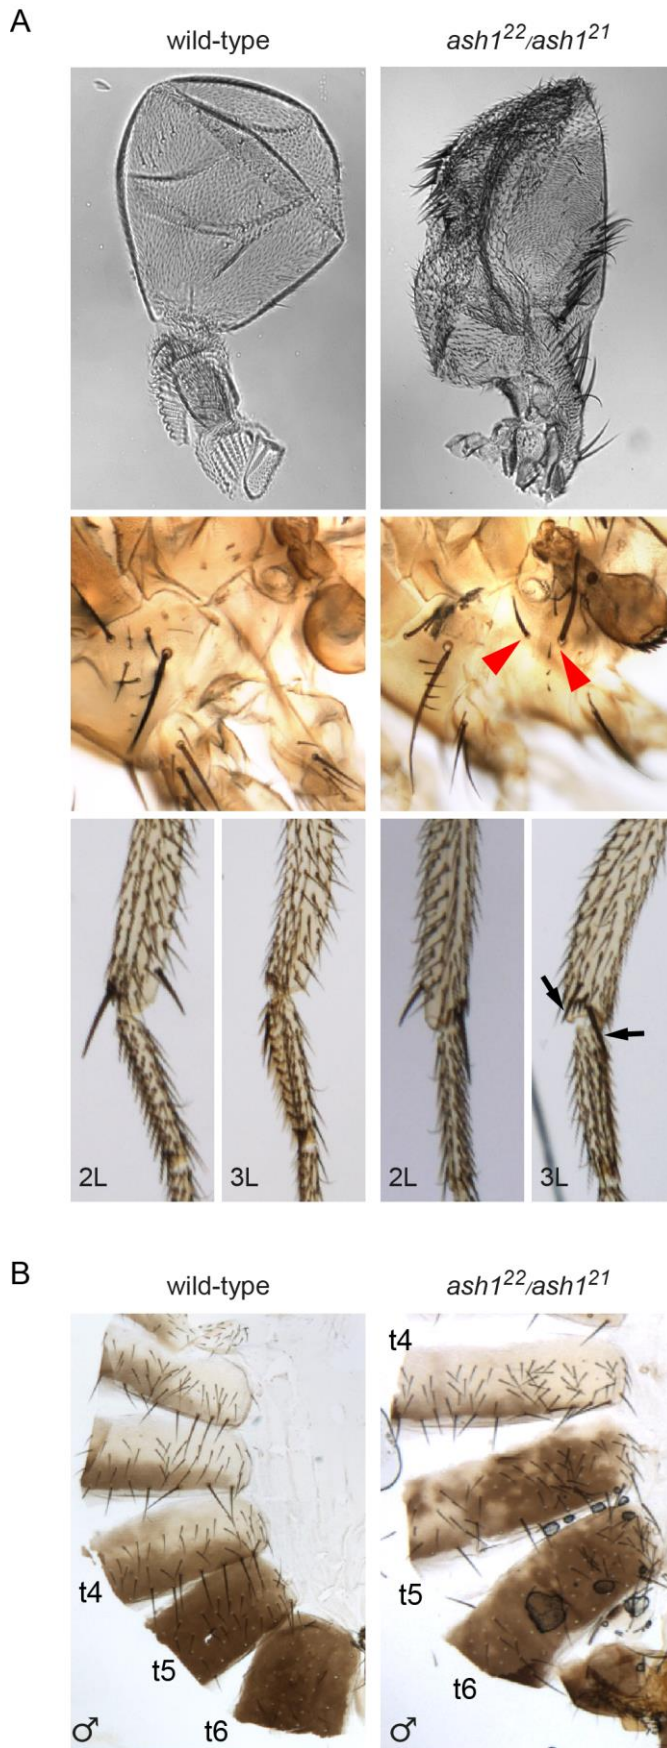 A
wild-type
ash1²²/ash1²¹
2L
3L
2L
3L
B
wild-type
ash1²²/ash1²¹
t4
t5
t6
♂
t4
t5
t6
♂